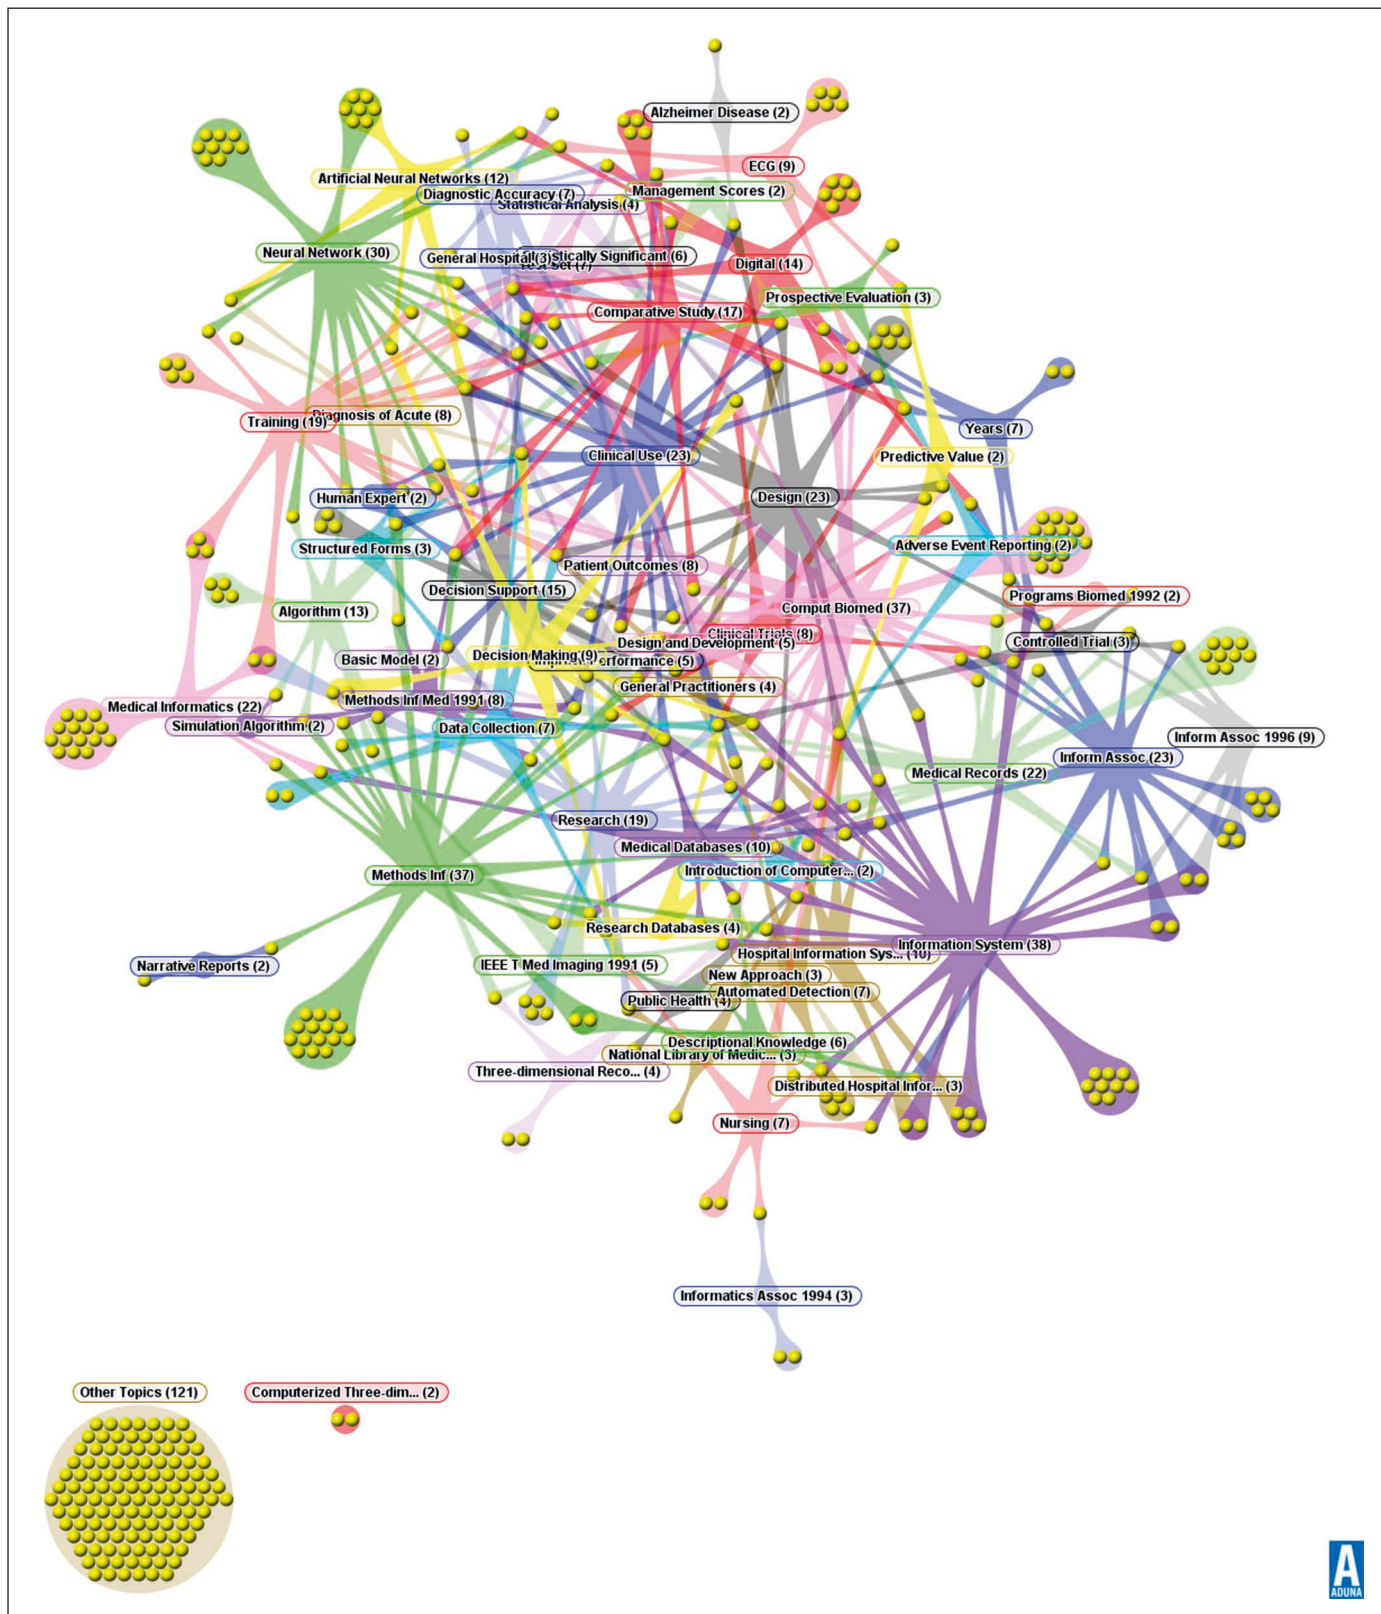 Alzheimer Disease (2)
ECG (9)
Artificial Neural Networks (12)
Diagnostic Accuracy (7)
Management Scores (2)
Statistical Analysis (4)
Neural Network (30)
General Hospital (3)
Significant (6)
Digital (14)
Prospective Evaluation (3)
Comparative Study (17)
Diagnosis of Acute (8)
Training (19)
Years (7)
Clinical Use (23)
Predictive Value (2)
Human Expert (2)
Design (23)
Structured Forms (3)
Adverse Event Reporting (2)
Patient Outcomes (8)
Decision Support (15)
Programs Biomed 1992 (2)
Algorithm (13)
Comput Biomed (37)
Clinical Trials (8)
Design and Development (5)
Controlled Trial (3)
Decision Making (9)
Basic Model (2)
Performance (5)
General Practitioners (4)
Methods Inf Med 1991 (8)
Medical Informatics (22)
Simulation Algorithm (2)
Data Collection (7)
Inform Assoc 1996 (9)
Inform Assoc (23)
Medical Records (22)
Research (19)
Medical Databases (10)
Introduction of Computer... (2)
Methods Inf (37)
Research Databases (4)
Information System (38)
Hospital Information Sys...
Narrative Reports (2)
IEEE T Med Imaging 1991 (5)
New Approach (3)
Automated Detection (7)
Public Health (4)
Descriptional Knowledge (6)
National Library of Medic... (3)
Three-dimensional Reco... (4)
Distributed Hospital Infor... (3)
Nursing (7)
Informatics Assoc 1994 (3)
Other Topics (121)
Computerized Three-dim... (2)
A
ADUNA